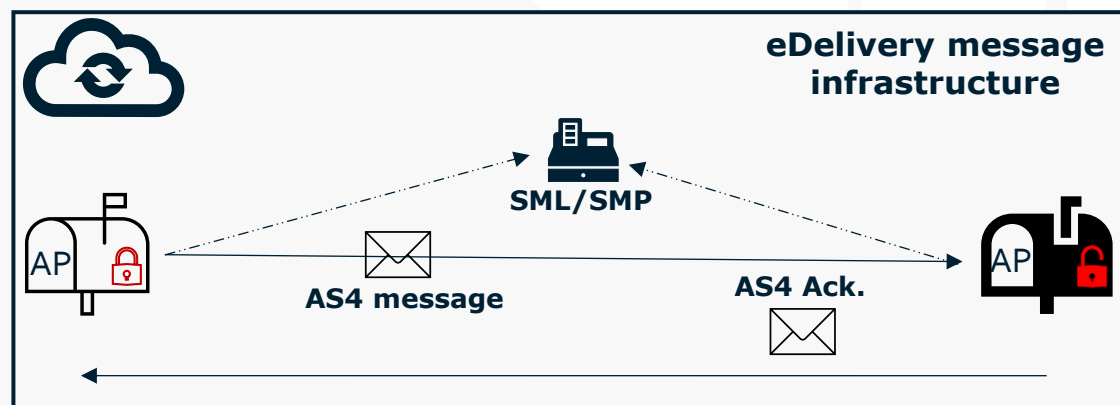 eDelivery message
infrastructure
SML/SMP
AP
AP
AS4 message
AS4 Ack.